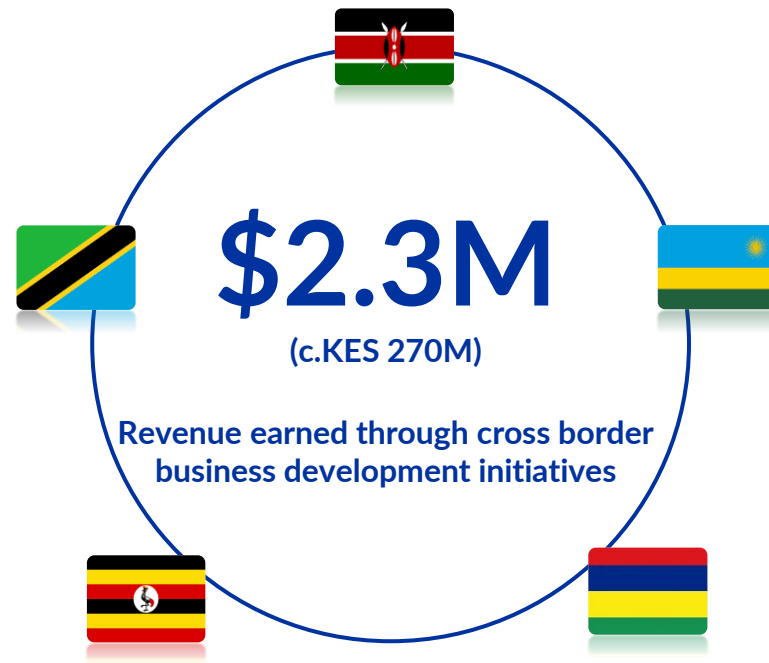 $2.3M
(c.KES 270M)
Revenue earned through cross border
business development initiatives